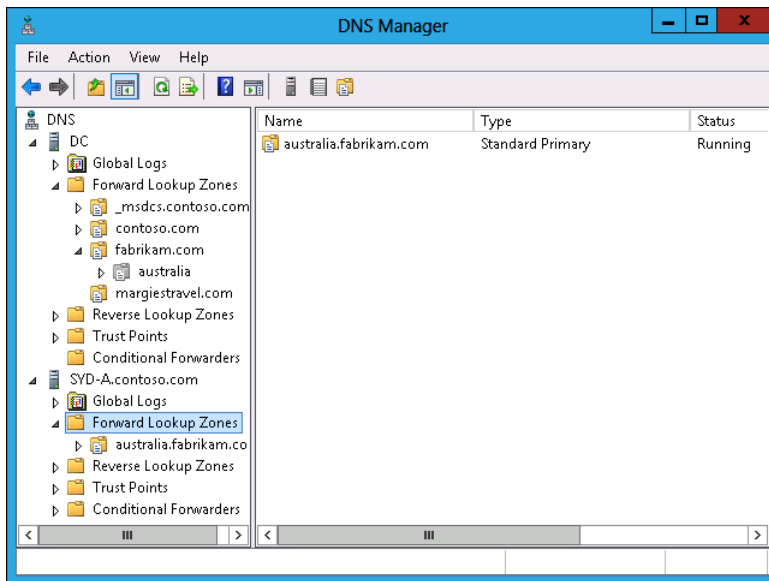 DNS Manager
File Action View Help
DNS
DC
Global Logs
Forward Lookup Zones
_msdcs.contoso.com
contoso.com
fabrikam.com
australia
margiestravel.com
Reverse Lookup Zones
Trust Points
Conditional Forwarders
SYD-A.contoso.com
Global Logs
Forward Lookup Zones
australia.fabrikam.co
Reverse Lookup Zones
Trust Points
Conditional Forwarders
Name Type Status
australia.fabrikam.com Standard Primary Running